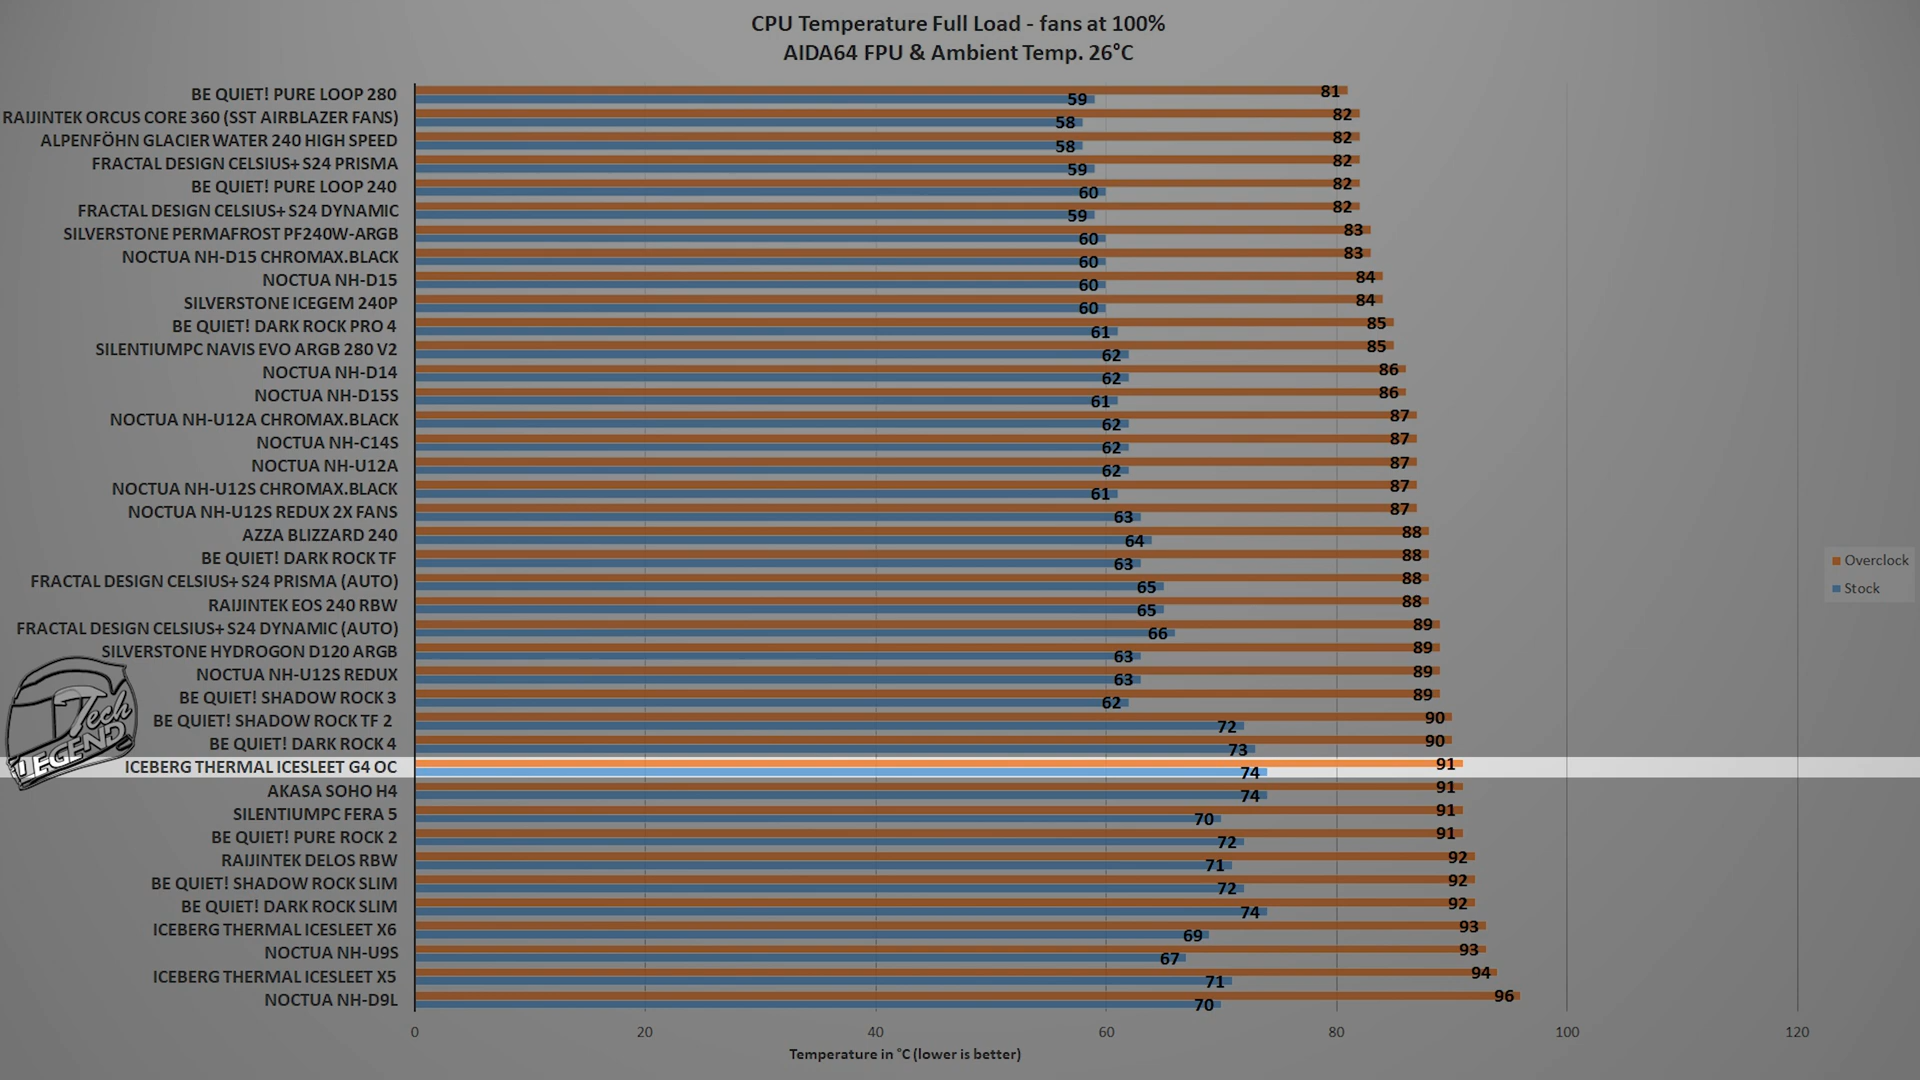 CPU Temperature Full Load - fans at 100%
AIDA64 FPU & Ambient Temp. 26°C
BE QUIET! PURE LOOP 280 81 59
RAIJINTEK ORCUS CORE 360 (SST AIRBLAZER FANS) 82 58
ALPENFÖHN GLACIER WATER 240 HIGH SPEED 82 58
FRACTAL DESIGN CELSIUS+ S24 PRISMA 82 59
BE QUIET! PURE LOOP 240 82 60
FRACTAL DESIGN CELSIUS+ S24 DYNAMIC 82 59
SILVERSTONE PERMAFROST PF240W-ARGB 83 60
NOCTUA NH-D15 CHROMAX.BLACK 83 60
NOCTUA NH-D15 84 60
SILVERSTONE ICEGEM 240P 84 60
BE QUIET! DARK ROCK PRO 4 85 61
SILENTIUMPC NAVIS EVO ARGB 280 V2 85 62
NOCTUA NH-D14 86 62
NOCTUA NH-D15S 86 61
NOCTUA NH-U12A CHROMAX.BLACK 87 62
NOCTUA NH-C14S 87 62
NOCTUA NH-U12A 87 62
NOCTUA NH-U12S CHROMAX.BLACK 87 61
NOCTUA NH-U12S REDUX 2X FANS 87 63
AZZA BLIZZARD 240 88 64
BE QUIET! DARK ROCK TF 88 63
FRACTAL DESIGN CELSIUS+ S24 PRISMA (AUTO) 88 65
RAIJINTEK EOS 240 RBW 88 65
FRACTAL DESIGN CELSIUS+ S24 DYNAMIC (AUTO) 89 66
SILVERSTONE HYDROGON D120 ARGB 89 63
NOCTUA NH-U12S REDUX 89 63
BE QUIET! SHADOW ROCK 3 89 62
BE QUIET! SHADOW ROCK TF 2 90 72
BE QUIET! DARK ROCK 4 90 73
ICEBERG THERMAL ICESLEET G4 OC 91 74
AKASA SOHO H4 91 74
SILENTIUMPC FERA 5 91 70
BE QUIET! PURE ROCK 2 91 72
RAIJINTEK DELOS RBW 92 71
BE QUIET! SHADOW ROCK SLIM 92 72
BE QUIET! DARK ROCK SLIM 92 74
ICEBERG THERMAL ICESLEET X6 93 69
NOCTUA NH-U9S 93 67
ICEBERG THERMAL ICESLEET X5 94 71
NOCTUA NH-D9L 96 70
0 20 40 60 80 100 120
Temperature in °C (lower is better)
Overclock
Stock
Tech
LEGEND